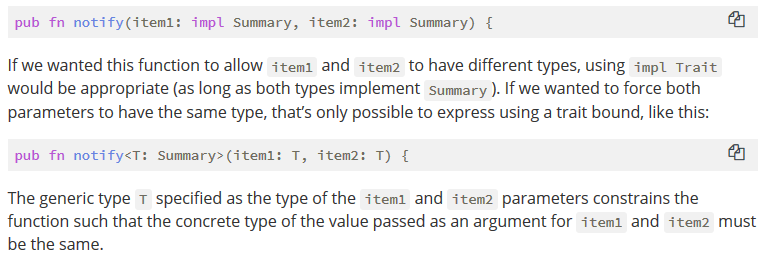 pub fn notify(item1: impl Summary, item2: impl Summary) {
If we wanted this function to allow item1 and item2 to have different types, using impl Trait
would be appropriate (as long as both types implement Summary ). If we wanted to force both
parameters to have the same type, that’s only possible to express using a trait bound, like this:
pub fn notify<T: Summary>(item1: T, item2: T) {
The generic type T specified as the type of the item1 and item2 parameters constrains the
function such that the concrete type of the value passed as an argument for item1 and item2 must
be the same.